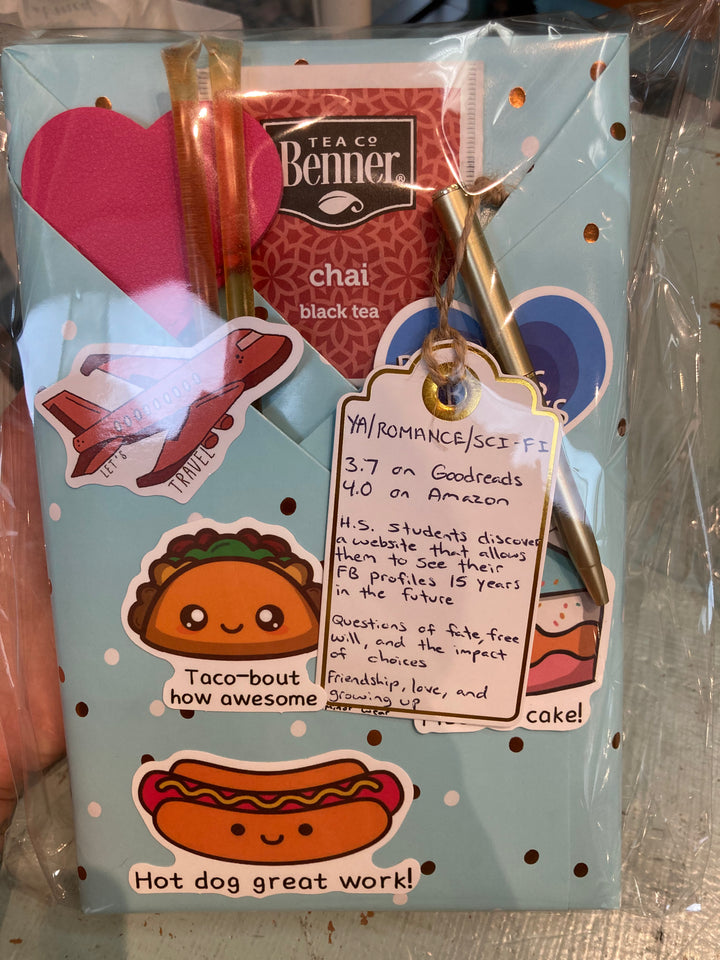 TEA Co
Benner®
chai
black tea
LET'S
TRAVEL
YA/ROMANCE/SCI-FI
3.7 on Goodreads
4.0 on Amazon
H.S. Students discover
a website that allows
them to see their
FB profiles 15 years
in the future
Questions of fate, free
will, and the impact
of choices
Friendship, love, and
growing up
Taco-bout
how awesome
cake!
Hot dog great work!